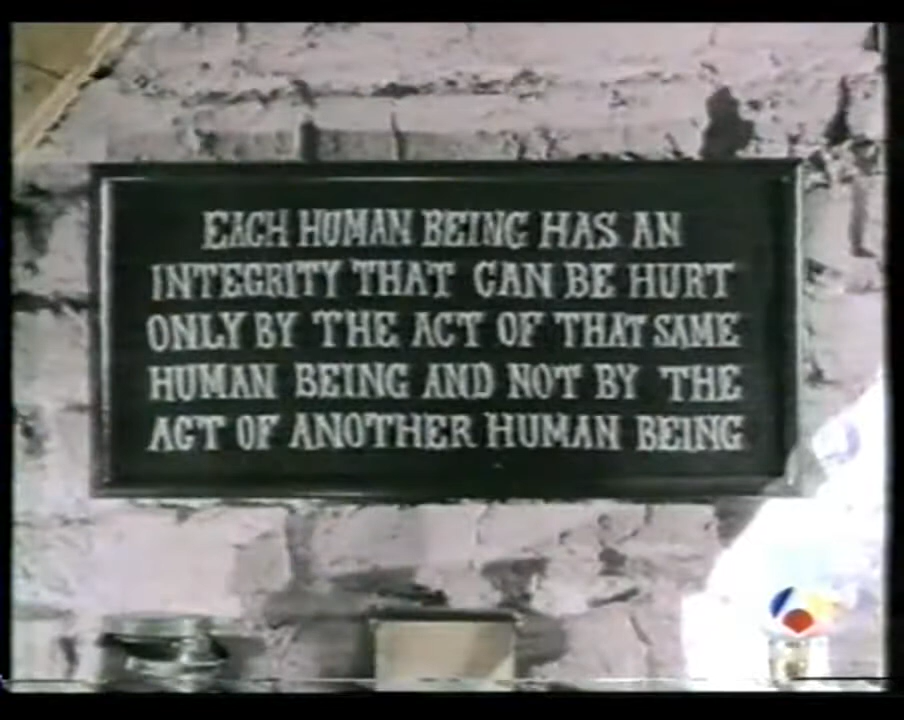 EACH HUMAN BEING HAS AN
INTEGRITY THAT CAN BE HURT
ONLY BY THE ACT OF THAT SAME
HUMAN BEING AND NOT BY THE
ACT OF ANOTHER HUMAN BEING